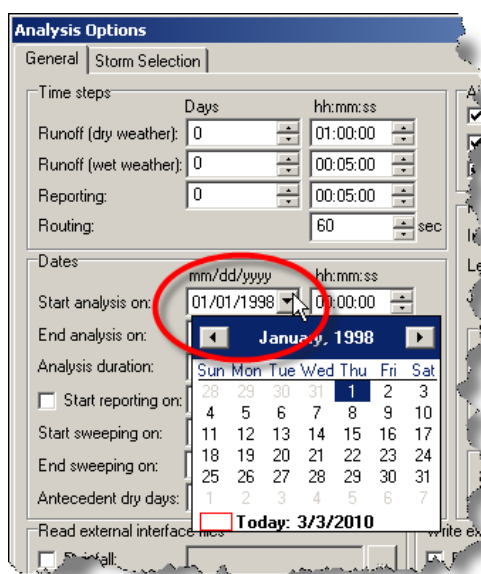 Analysis Options
General Storm Selection
Time steps
Days hh:mm:ss
Runoff (dry weather): 0 01:00:00
Runoff (wet weather): 0 00:05:00
Reporting: 0 00:05:00
Routing: 60 sec
Dates
mm/dd/yyyy hh:mm:ss
Start analysis on: 01/01/1998 00:00:00
End analysis on:
January, 1998
Analysis duration:
Sun Mon Tue Wed Thu Fri Sat
28 29 30 31 1 2 3
Start reporting on:
4 5 6 7 8 9 10
Start sweeping on:
11 12 13 14 15 16 17
18 19 20 21 22 23 24
End sweeping on:
25 26 27 28 29 30 31
Antecedent dry days:
1 2 3 4 5 6 7
Today: 3/3/2010
Read external interface files
Rainfall: